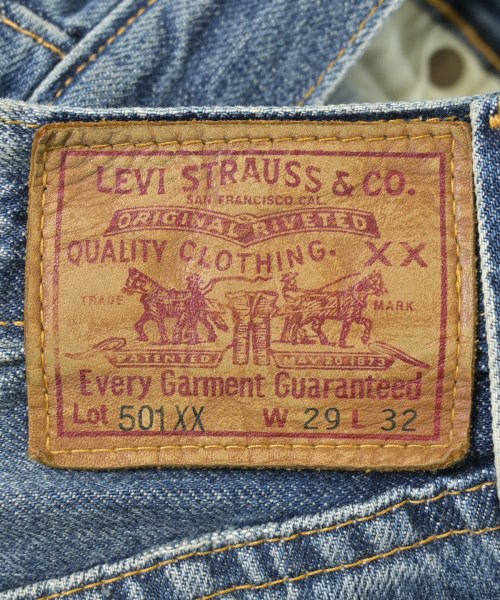 LEVI STRAUSS & CO.
SAN FRANCISCO, CAL.
ORIGINAL RIVETED
QUALITY CLOTHING. XX
TRADE MARK
PATENTED MAY 20 1873
Every Garment Guaranteed
Lot 501XX W 29 L 32